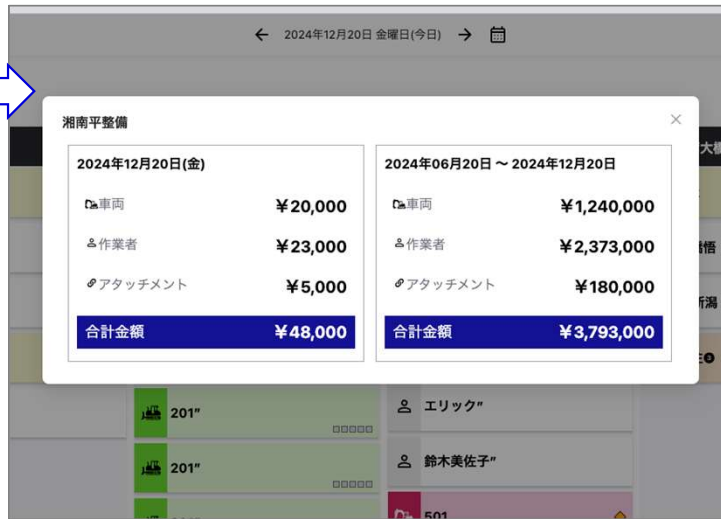 2024年12月20日 金曜日(今日)
湘南平整備
2024年12月20日(金)
車両 ¥20,000
作業者 ¥23,000
アタッチメント ¥5,000
合計金額 ¥48,000
2024年06月20日 ~ 2024年12月20日
車両 ¥1,240,000
作業者 ¥2,373,000
アタッチメント ¥180,000
合計金額 ¥3,793,000
201"
エリック"
201"
鈴木美佐子"
501